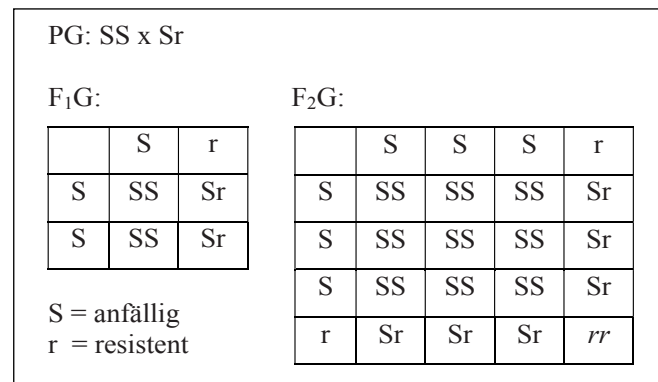 PG: SS x Sr
F₁G:
S r
S SS Sr
S SS Sr
S = anfällig
r = resistent
F₂G:
S S S r
S SS SS SS Sr
S SS SS SS Sr
S SS SS SS Sr
r Sr Sr Sr rr